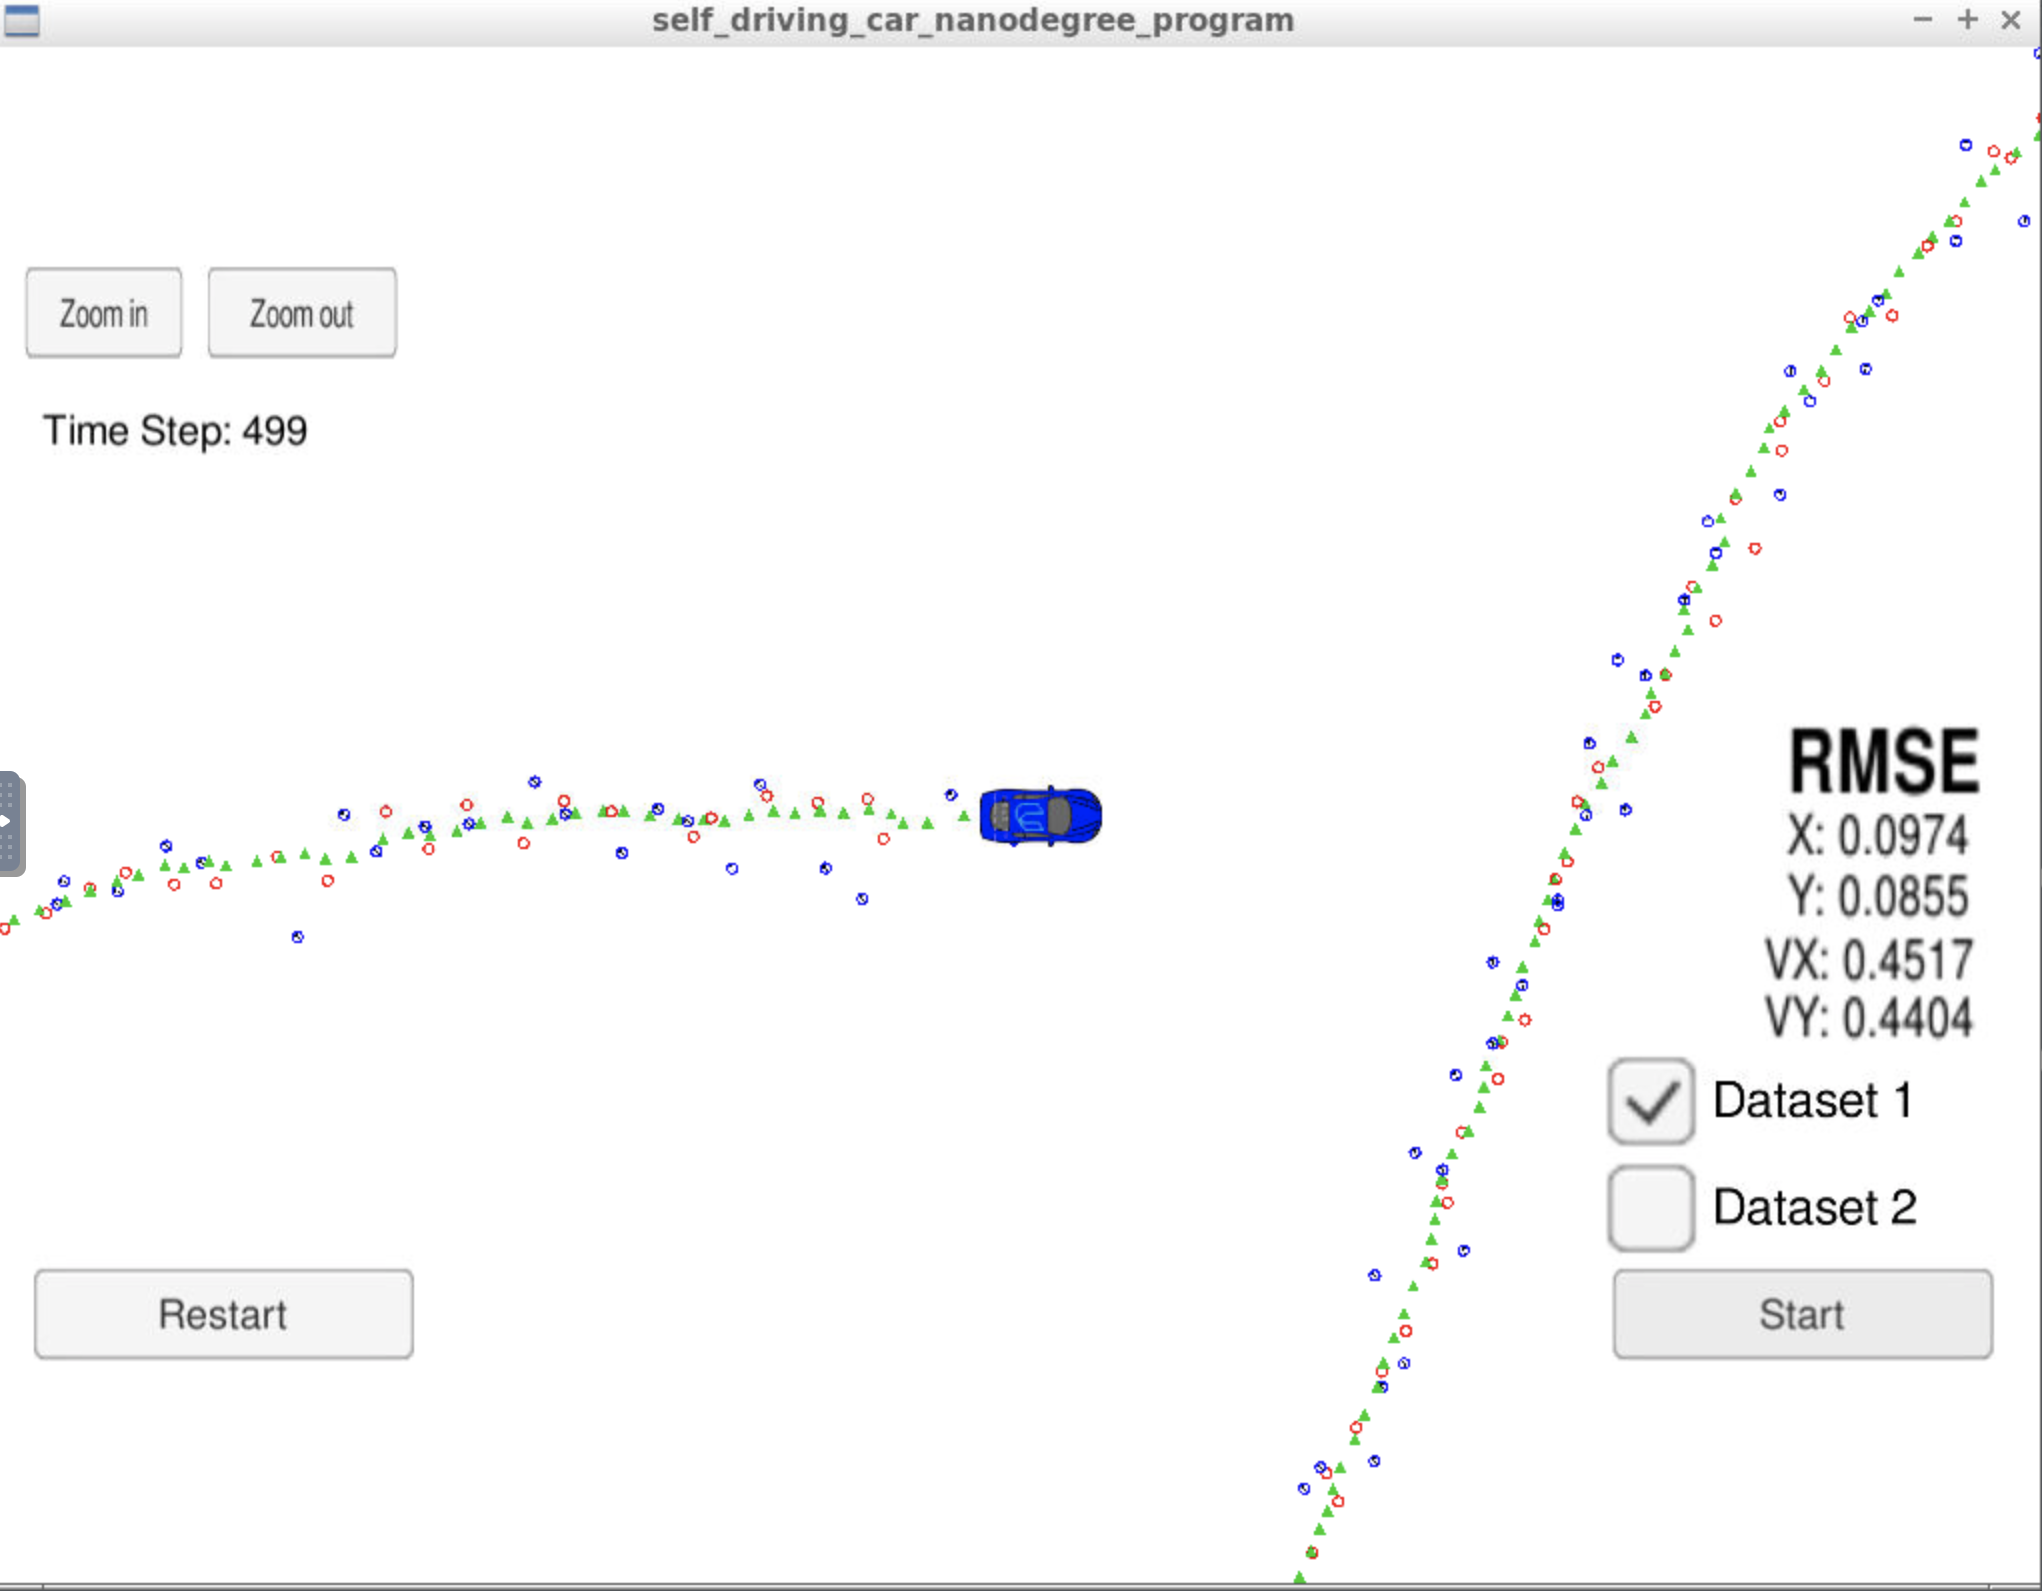 self_driving_car_nanodegree_program
Zoom in
Zoom out
Time Step: 499
RMSE
X: 0.0974
Y: 0.0855
VX: 0.4517
VY: 0.4404
Dataset 1
Dataset 2
Restart
Start